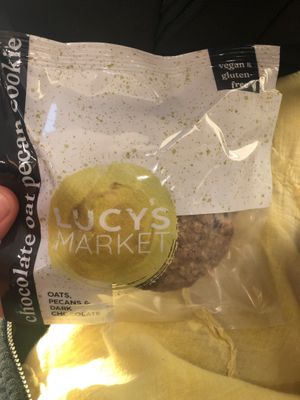 chocolate oat pecan cookie
vegan &
gluten-
free
LUCY'S
MARKET
OATS,
PECANS &
DARK
CHOCOLATE